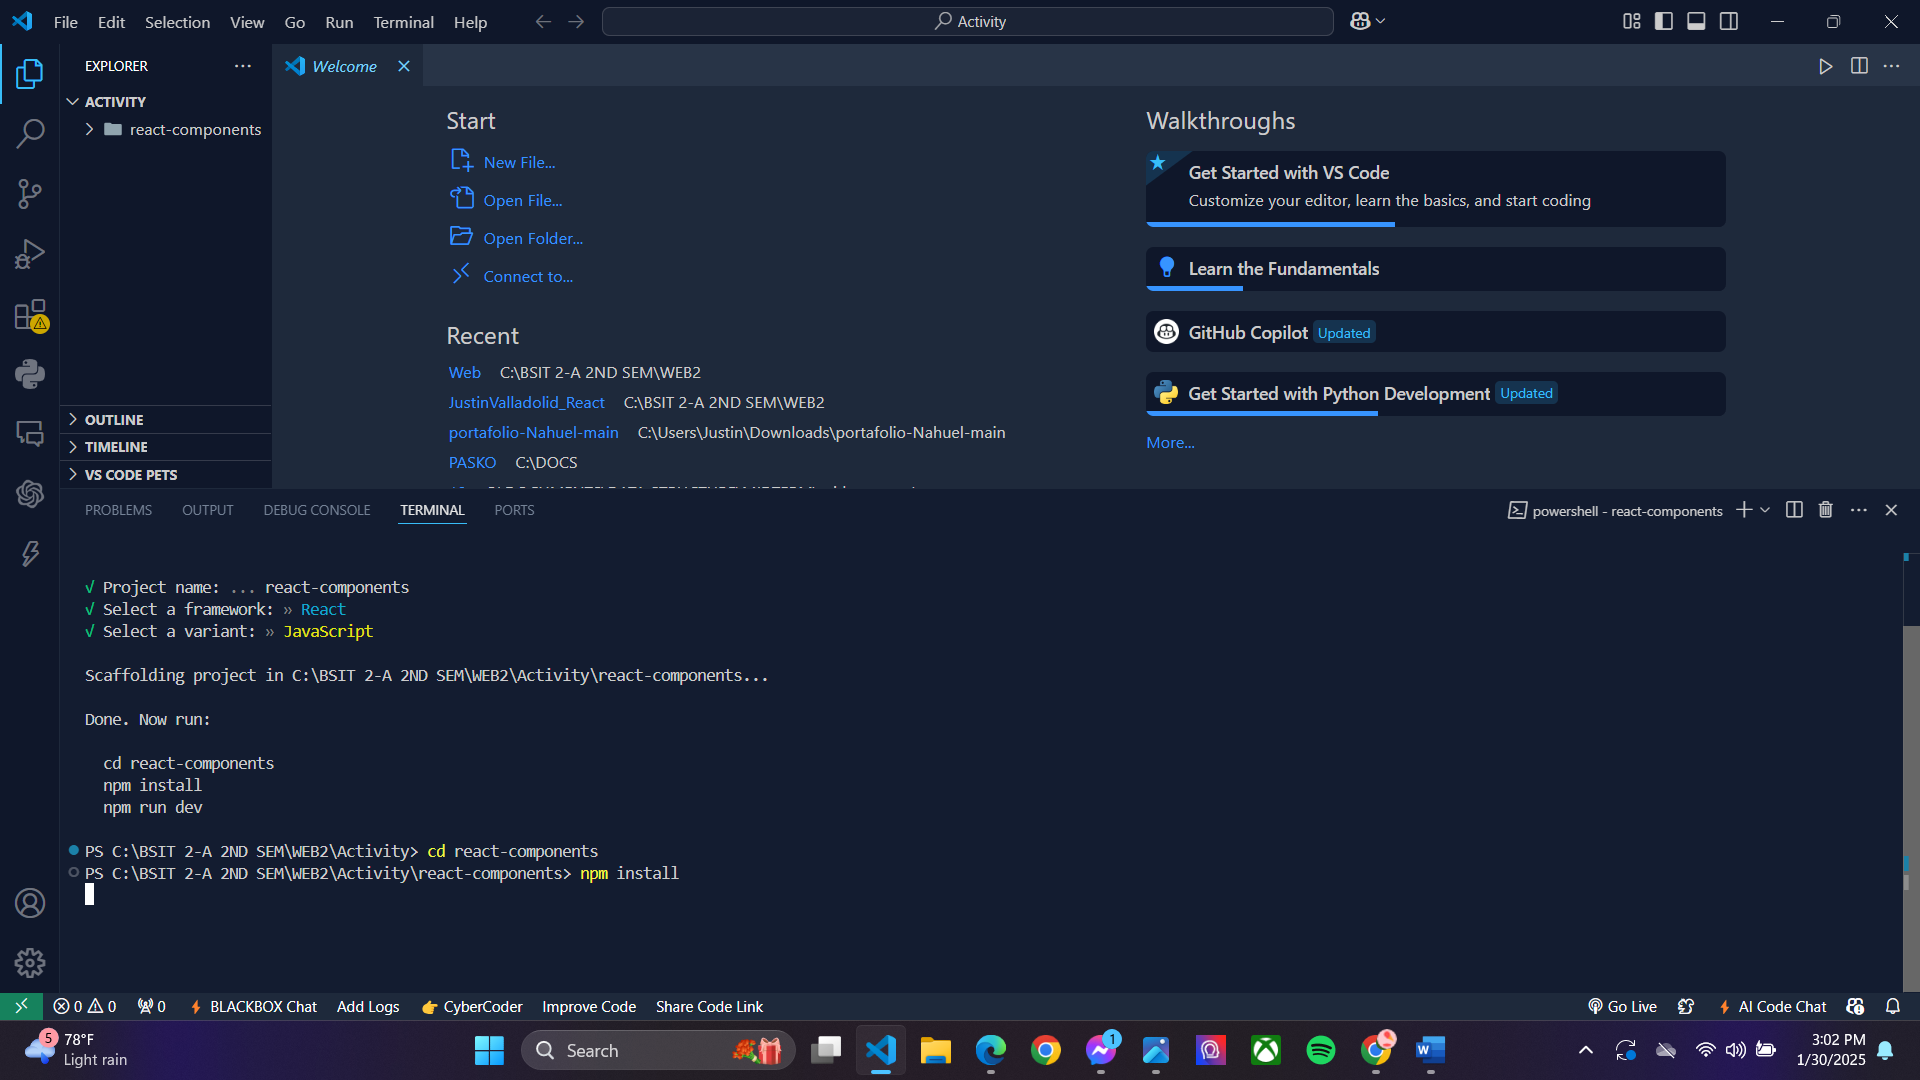 File Edit Selection View Go Run Terminal Help
Activity
EXPLORER
Welcome
ACTIVITY
react-components
Start
New File...
Open File...
Open Folder...
Connect to...
Recent
Web C:\BSIT 2-A 2ND SEM\WEB2
JustinValladolid_React C:\BSIT 2-A 2ND SEM\WEB2
portafolio-Nahuel-main C:\Users\Justin\Downloads\portafolio-Nahuel-main
PASKO C:\DOCS
Walkthroughs
Get Started with VS Code
Customize your editor, learn the basics, and start coding
Learn the Fundamentals
GitHub Copilot Updated
Get Started with Python Development Updated
More...
OUTLINE
TIMELINE
VS CODE PETS
PROBLEMS OUTPUT DEBUG CONSOLE TERMINAL PORTS
powershell - react-components
√ Project name: ... react-components
√ Select a framework: » React
√ Select a variant: » JavaScript
Scaffolding project in C:\BSIT 2-A 2ND SEM\WEB2\Activity\react-components...
Done. Now run:
cd react-components
npm install
npm run dev
PS C:\BSIT 2-A 2ND SEM\WEB2\Activity> cd react-components
PS C:\BSIT 2-A 2ND SEM\WEB2\Activity\react-components> npm install
0 0 0 BLACKBOX Chat Add Logs 👉 CyberCoder Improve Code Share Code Link
Go Live AI Code Chat
5 78°F
Light rain
Search
1
W
3:02 PM
1/30/2025